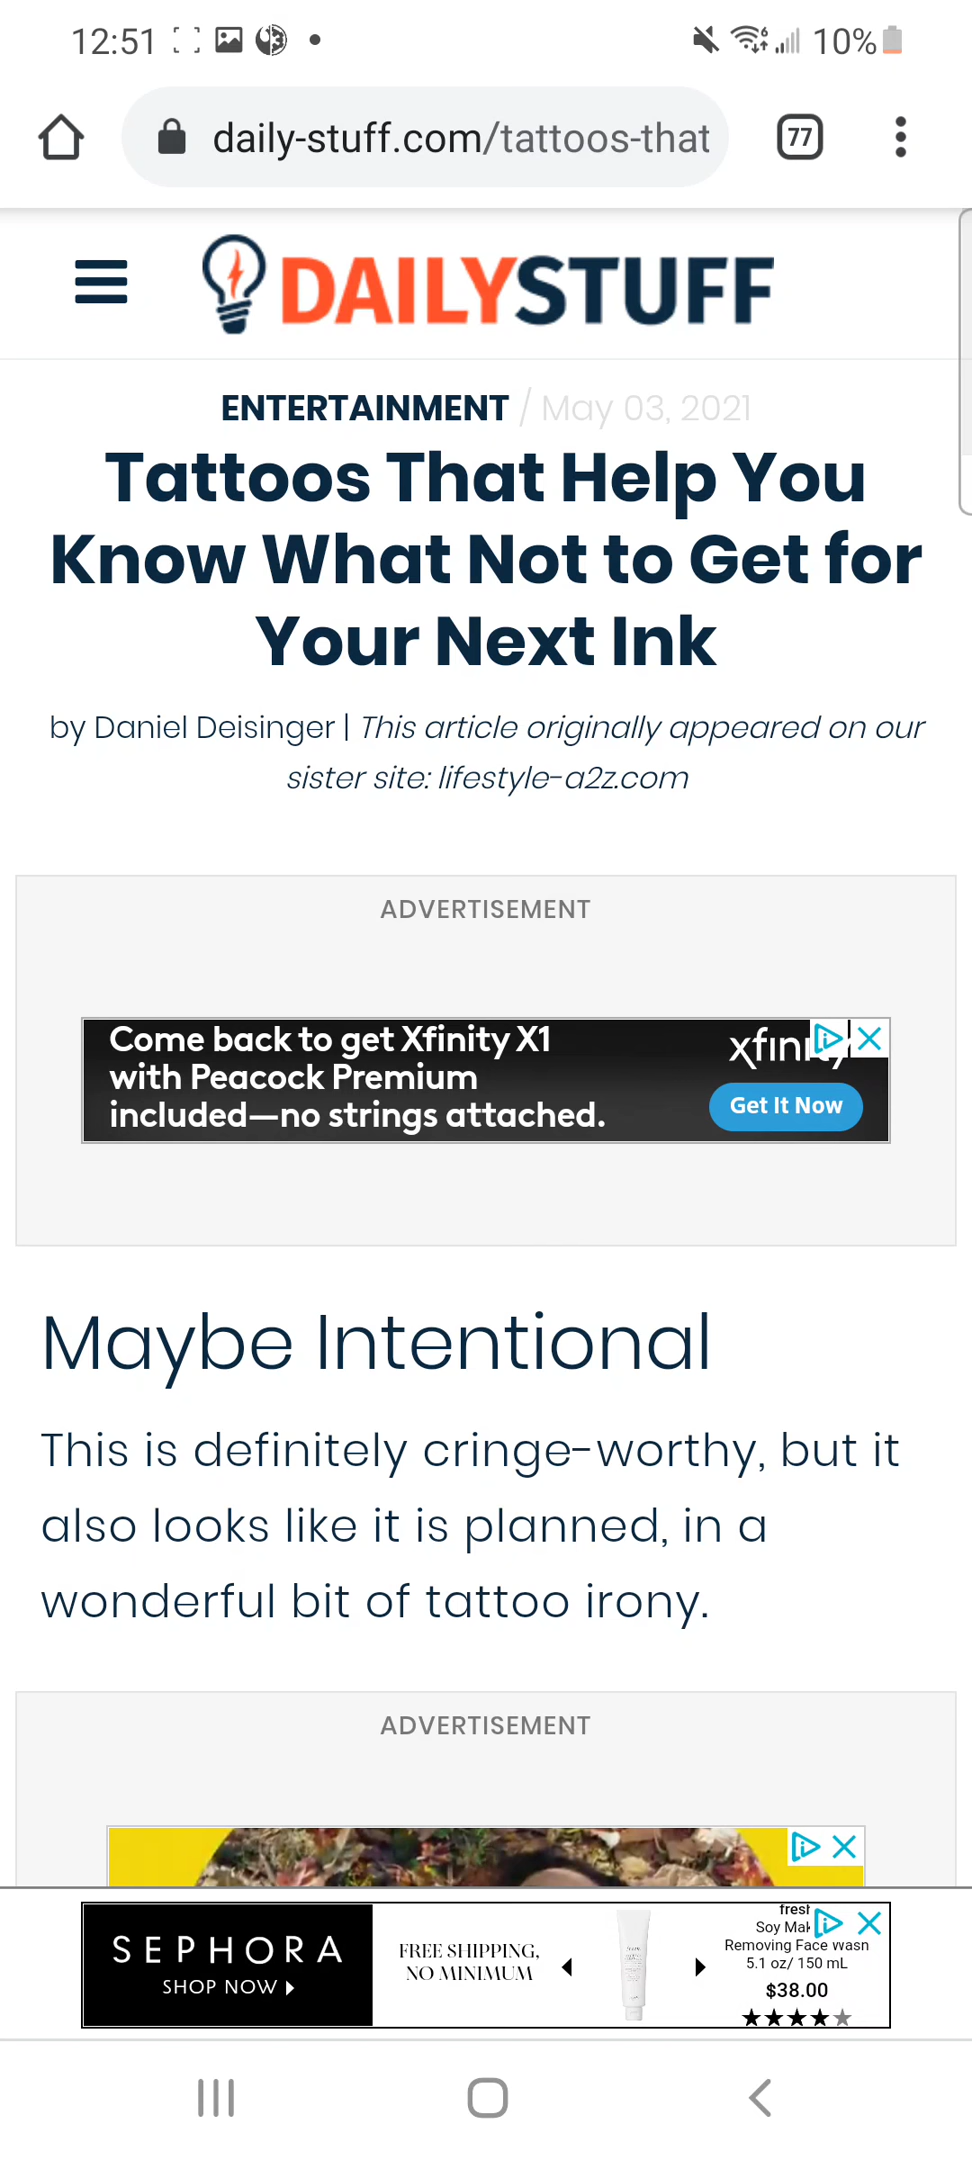 12:51
10%
daily-stuff.com/tattoos-that
77
DAILYSTUFF
ENTERTAINMENT / May 03, 2021
Tattoos That Help You
Know What Not to Get for
Your Next Ink
by Daniel Deisinger | This article originally appeared on our
sister site: lifestyle-a2z.com
ADVERTISEMENT
Come back to get Xfinity X1
with Peacock Premium
included—no strings attached.
xfinity
Get It Now
Maybe Intentional
This is definitely cringe-worthy, but it
also looks like it is planned, in a
wonderful bit of tattoo irony.
ADVERTISEMENT
SEPHORA
SHOP NOW
FREE SHIPPING,
NO MINIMUM
fresh
Soy Mak
Removing Face wasn
5.1 oz/ 150 mL
$38.00